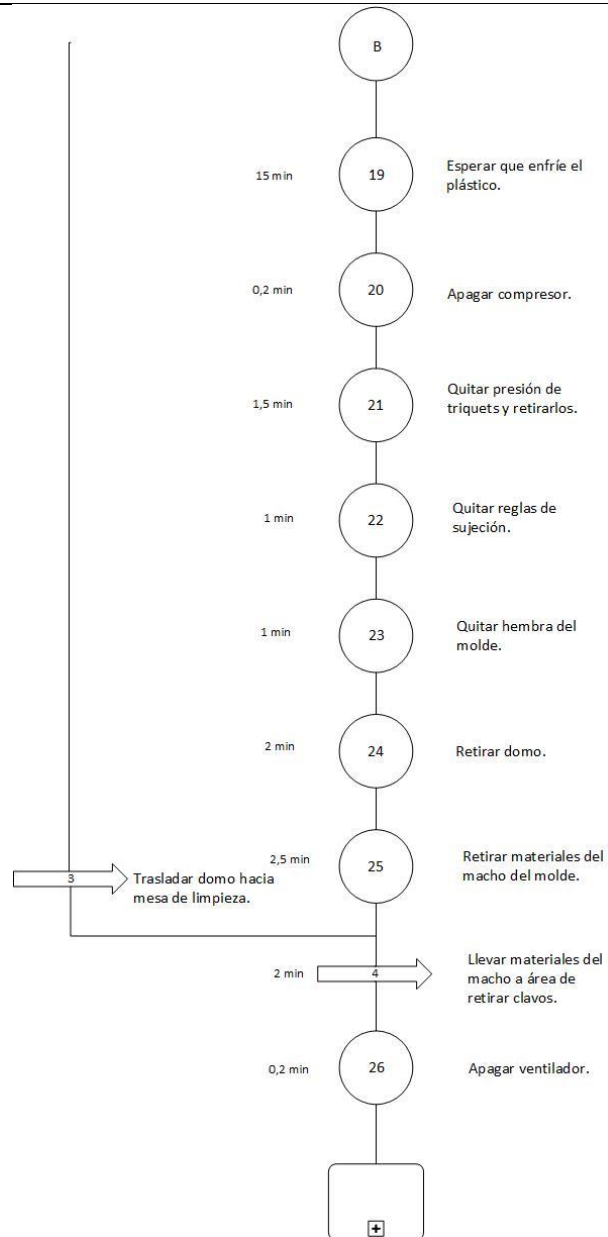 B
15 min
19
Esperar que enfríe el
plástico.
0,2 min
20
Apagar compresor.
1,5 min
21
Quitar presión de
triquets y retirarlos.
1 min
22
Quitar reglas de
sujeción.
1 min
23
Quitar hembra del
molde.
2 min
24
Retirar domo.
2,5 min
25
Retirar materiales del
macho del molde.
3
Trasladar domo hacia
mesa de limpieza.
2 min
4
Llevar materiales del
macho a área de
retirar clavos.
0,2 min
26
Apagar ventilador.